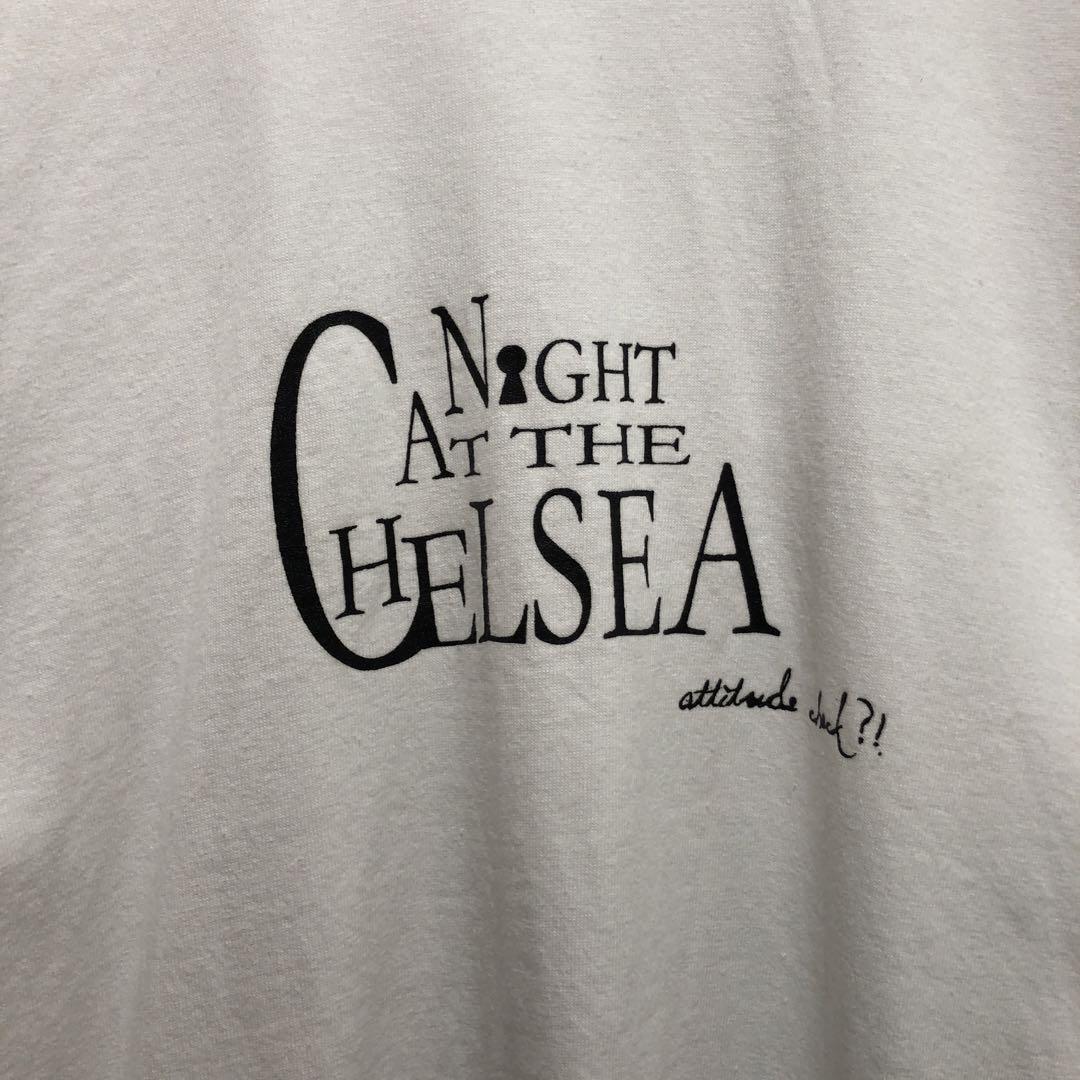 NIGHT
AT THE
CHELSEA
attitude check?!